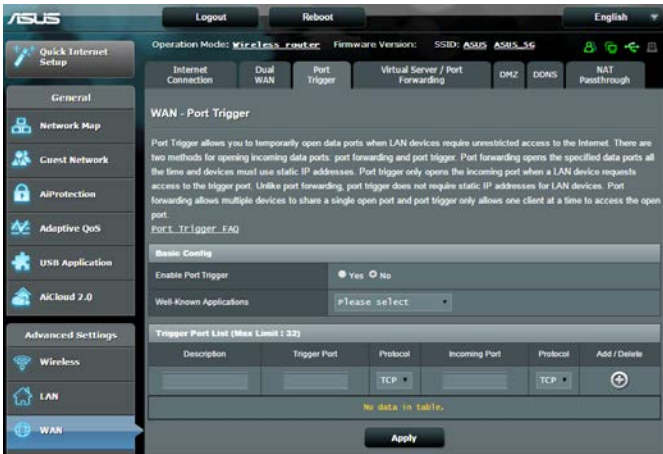 ASUS
Logout
Reboot
English
Quick Internet
Setup
General
Network Map
Guest Network
AiProtection
Adaptive QoS
USB Application
AiCloud 2.0
Advanced Settings
Wireless
LAN
WAN
Operation Mode: Wireless router Firmware Version: SSID: ASUS ASUS_5G
Internet
Connection
Dual
WAN
Port
Trigger
Virtual Server / Port
Forwarding
DMZ
DDNS
NAT
Passthrough
WAN - Port Trigger
Port Trigger allows you to temporarily open data ports when LAN devices require unrestricted access to the Internet. There are
two methods for opening incoming data ports: port forwarding and port trigger. Port forwarding opens the specified data ports all
the time and devices must use static IP addresses. Port trigger only opens the incoming port when a LAN device requests
access to the trigger port. Unlike port forwarding, port trigger does not require static IP addresses for LAN devices. Port
forwarding allows multiple devices to share a single open port and port trigger only allows one client at a time to access the open
port.
Port Trigger FAQ
Basic Config
Enable Port Trigger Yes No
Well-Known Applications Please select
Trigger Port List (Max Limit : 32)
Description Trigger Port Protocol Incoming Port Protocol Add / Delete
TCP TCP
No data in table.
Apply